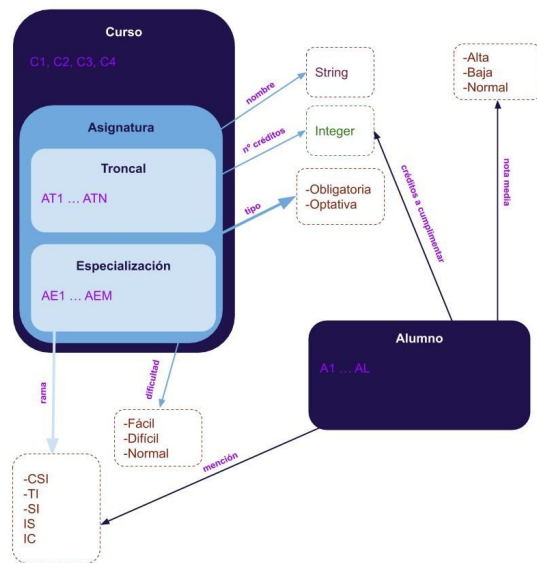 Curso
C1, C2, C3, C4
Asignatura
Troncal
AT1 ... ATN
Especialización
AE1 ... AEM
nombre
String
nº créditos
Integer
tipo
-Obligatoria
-Optativa
-Alta
-Baja
-Normal
créditos a cumplimentar
nota media
Alumno
A1 ... AL
rama
dificultad
-Fácil
-Difícil
-Normal
mención
-CSI
-TI
-SI
IS
IC